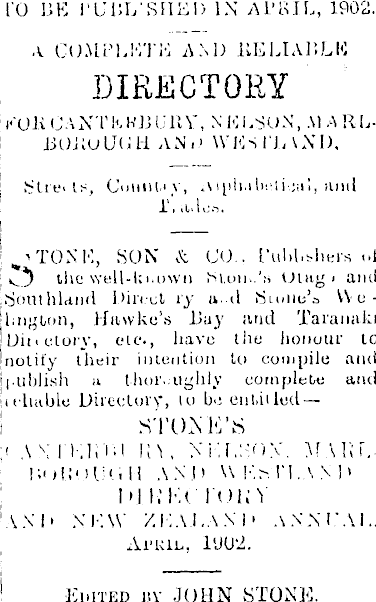 TO BE PUBLISHED IN APRIL, 1902.
A COMPLETE AND RELIABLE
DIRECTORY
FOR CANTERBURY, NELSON, MARL-
BOROUGH AND WESTLAND,
Streets, Country, Alphabetical, and
Trades.
STONE, SON & CO., Publishers of
the well-known Stone's Otago and
Southland Directory and Stone's Wel-
lington, Hawke's Bay and Taranaki
Directory, etc., have the honour to
notify their intention to compile and
publish a thoroughly complete and
reliable Directory, to be entitled—
STONE'S
CANTERBURY, NELSON, MARL-
BOROUGH AND WESTLAND
DIRECTORY
AND NEW ZEALAND ANNUAL,
APRIL, 1902.
EDITED BY JOHN STONE.